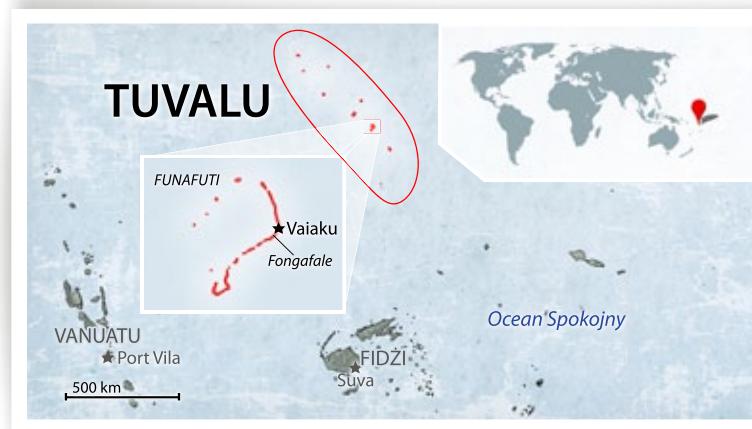 TUVALU
FUNAFUTI
Vaiaku
Fongafale
Ocean Spokojny
VANUATU
Port Vila
FIDŻI
Suva
500 km